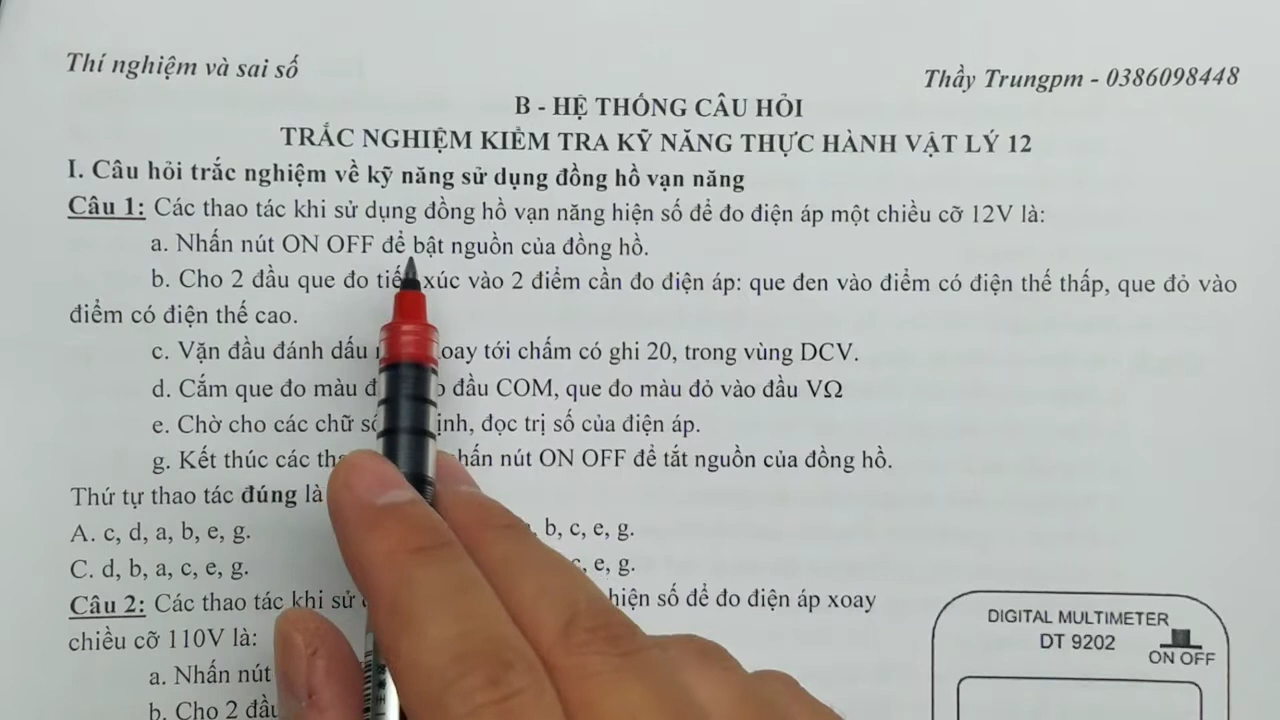 Thí nghiệm và sai số
Thầy Trungpm - 0386098448
B - HỆ THỐNG CÂU HỎI
TRẮC NGHIỆM KIỂM TRA KỸ NĂNG THỰC HÀNH VẬT LÝ 12
I. Câu hỏi trắc nghiệm về kỹ năng sử dụng đồng hồ vạn năng
Câu 1: Các thao tác khi sử dụng đồng hồ vạn năng hiện số để đo điện áp một chiều cỡ 12V là:
a. Nhấn nút ON OFF để bật nguồn của đồng hồ.
b. Cho 2 đầu que đo xúc vào 2 điểm cần đo điện áp: que đen vào điểm có điện thế thấp, que đỏ vào
điểm có điện thế cao.
c. Vặn đầu đánh dấu tới chấm có ghi 20, trong vùng DCV.
d. Cắm que đo màu đầu COM, que đo màu đỏ vào đầu VΩ
e. Chờ cho các chữ đọc trị số của điện áp.
g. Kết thúc các nhấn nút ON OFF để tắt nguồn của đồng hồ.
Thứ tự thao tác đúng là
A. c, d, a, b, e, g.
b, c, e, g.
C. d, b, a, c, e, g.
e, g.
Câu 2: Các thao tác khi sử hiện số để đo điện áp xoay
chiều cỡ 110V là:
a. Nhấn nút
b. Cho 2
DIGITAL MULTIMETER
DT 9202
ON OFF